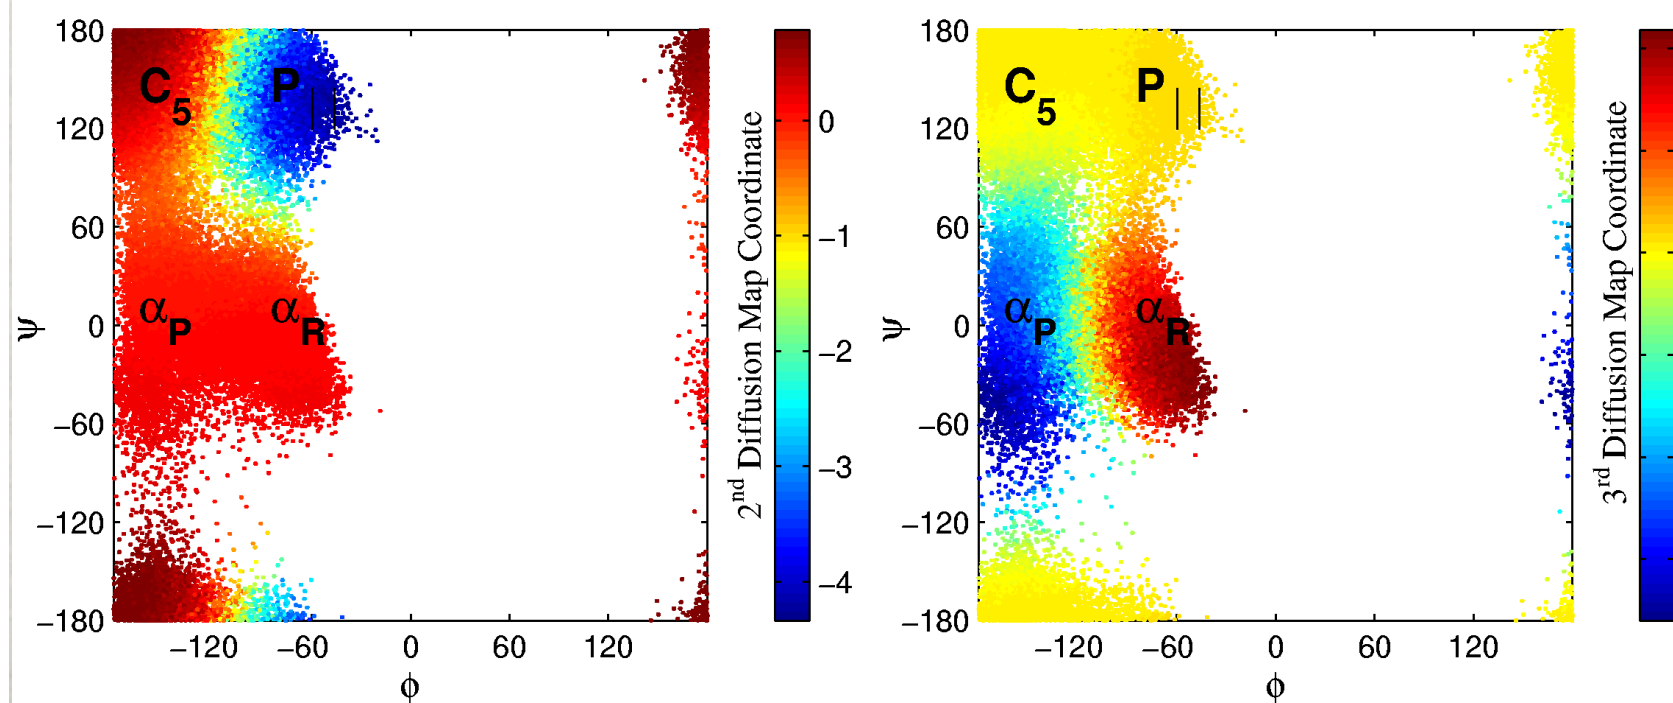 180
120
60
0
−60
−120
−180
ψ
−120
−60
0
60
120
ϕ
C5
P||
αP
αR
0
−1
−2
−3
−4
2nd Diffusion Map Coordinate
180
120
60
0
−60
−120
−180
ψ
−120
−60
0
60
120
ϕ
C5
P||
αP
αR
3rd Diffusion Map Coordinate